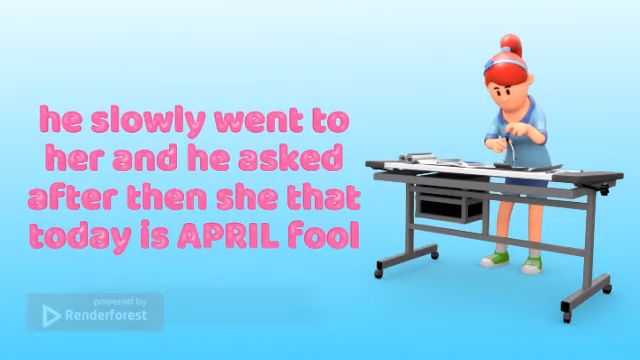 he slowly went to
her and he asked
after then she that
today is APRIL fool
powered by
Renderforest